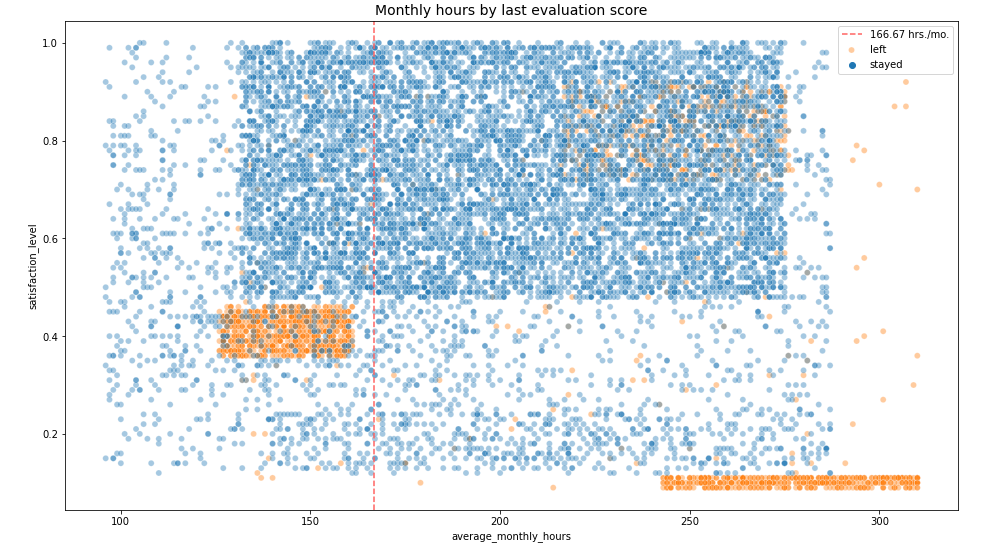 Monthly hours by last evaluation score
166.67 hrs./mo.
left
stayed
satisfaction_level
1.0
0.8
0.6
0.4
0.2
100
150
200
250
300
average_monthly_hours